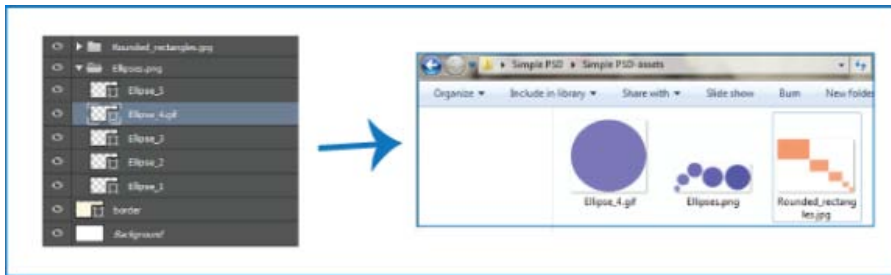 Rounded_rectangles.jpg
Ellipses.png
Ellipse_5
Ellipse_4.gif
Ellipse_3
Ellipse_2
Ellipse_1
border
Background
Simple PSD Simple PSD-assets
Organize Include in library Share with Slide show Burn New folder
Ellipse_4.gif
Ellipses.png
Rounded_rectang
les.jpg